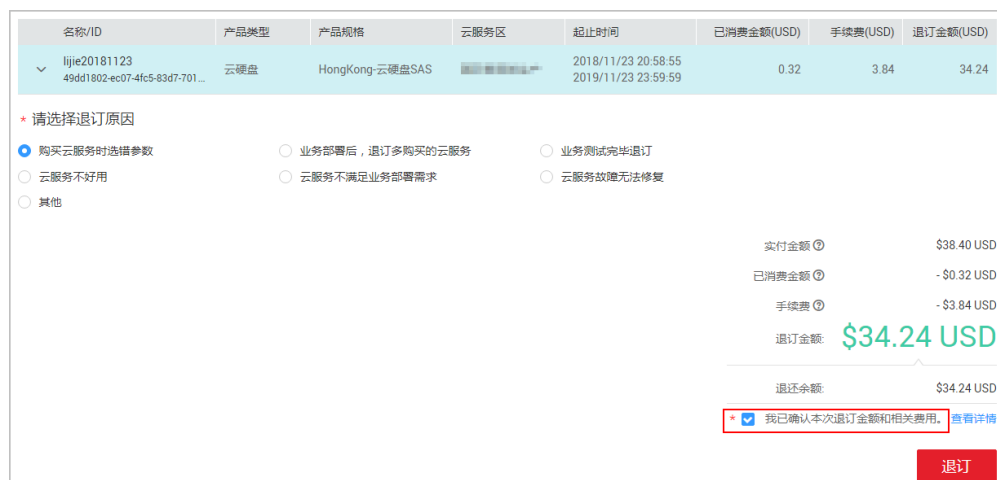 名称/ID 产品类型 产品规格 云服务区 起止时间 已消费金额(USD) 手续费(USD) 退订金额(USD)
lijie20181123 云硬盘 HongKong-云硬盘SAS 2018/11/23 20:58:55 0.32 3.84 34.24
49dd1802-ec07-4fc5-83d7-701... 2019/11/23 23:59:59
* 请选择退订原因
购买云服务时选错参数 业务部署后，退订多购买的云服务 业务测试完毕退订
云服务不好用 云服务不满足业务部署需求 云服务故障无法修复
其他
实付金额 ? $38.40 USD
已消费金额 ? - $0.32 USD
手续费 ? - $3.84 USD
退订金额: $34.24 USD
退还余额: $34.24 USD
* 我已确认本次退订金额和相关费用。 查看详情
退订